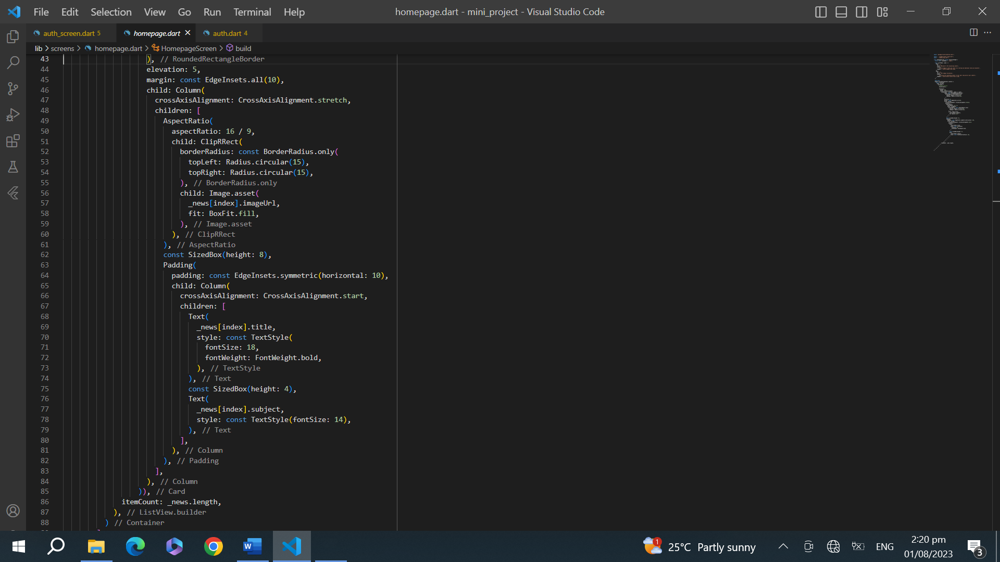 File Edit Selection View Go Run Terminal Help homepage.dart - mini_project - Visual Studio Code
auth_screen.dart 5 homepage.dart auth.dart 4
lib screens homepage.dart HomepageScreen build
43 ), // RoundedRectangleBorder
44 elevation: 5,
45 margin: const EdgeInsets.all(10),
46 child: Column(
47 crossAxisAlignment: CrossAxisAlignment.stretch,
48 children: [
49 AspectRatio(
50 aspectRatio: 16 / 9,
51 child: ClipRRect(
52 borderRadius: const BorderRadius.only(
53 topLeft: Radius.circular(15),
54 topRight: Radius.circular(15),
55 ), // BorderRadius.only
56 child: Image.asset(
57 _news[index].imageUrl,
58 fit: BoxFit.fill,
59 ), // Image.asset
60 ), // ClipRRect
61 ), // AspectRatio
62 const SizedBox(height: 8),
63 Padding(
64 padding: const EdgeInsets.symmetric(horizontal: 10),
65 child: Column(
66 crossAxisAlignment: CrossAxisAlignment.start,
67 children: [
68 Text(
69 _news[index].title,
70 style: const TextStyle(
71 fontSize: 18,
72 fontWeight: FontWeight.bold,
73 ), // TextStyle
74 ), // Text
75 const SizedBox(height: 4),
76 Text(
77 _news[index].subject,
78 style: const TextStyle(fontSize: 14),
79 ), // Text
80 ],
81 ), // Column
82 ), // Padding
83 ],
84 ), // Column
85 )), // Card
86 itemCount: _news.length,
87 ), // ListView.builder
88 ) // Container
1 25°C Partly sunny ENG 2:20 pm
01/08/2023 3